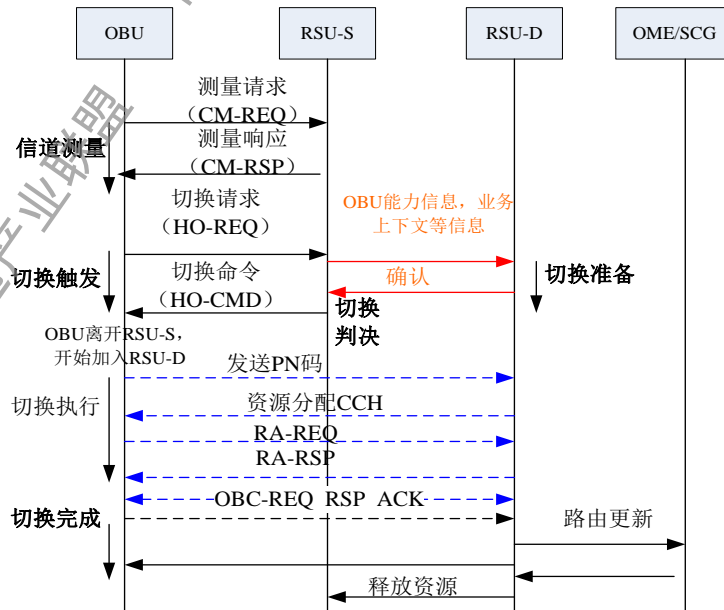 OBU
RSU-S
RSU-D
OME/SCG
测量请求
（CM-REQ）
信道测量
测量响应
（CM-RSP）
切换请求
(HO-REQ）
OBU能力信息，业务
上下文等信息
切换触发
切换命令
（HO-CMD）
确认
切换准备
切换
判决
OBU离开RSU-S，
开始加入RSU-D
发送PN码
切换执行
资源分配CCH
RA-REQ
RA-RSP
OBC-REQ RSP ACK
切换完成
路由更新
释放资源
产业联盟